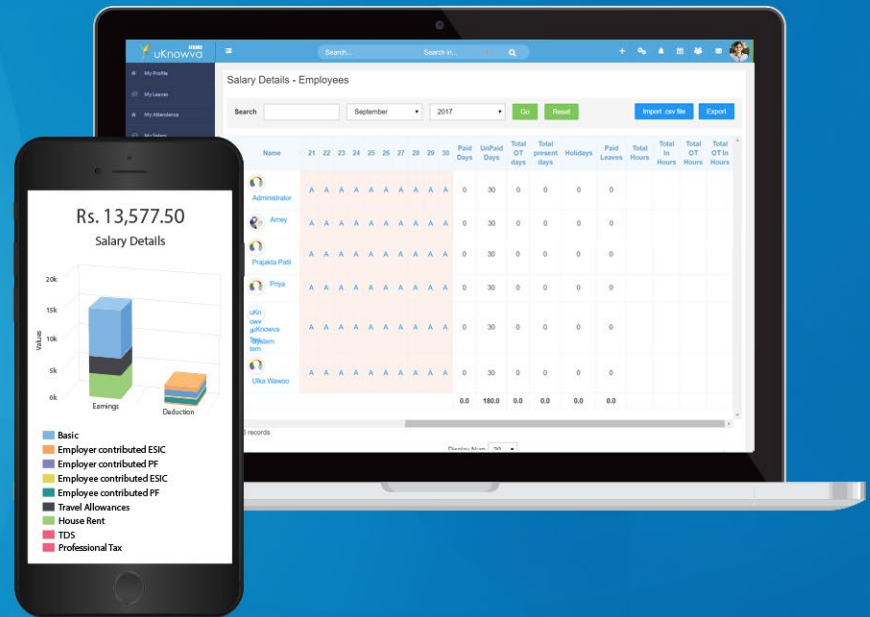 HRMS
uKnowva
Search...
Search in...
My Profile
My Leaves
My Attendance
My Salary
Salary Details - Employees
Search
September
2017
Go
Reset
Import .csv file
Export
Name 21 22 23 24 25 26 27 28 29 30 Paid Days UnPaid Days Total OT days Total present days Holidays Paid Leaves Total Hours Total In Hours Total OT Hours Total OT In Hours
Administrator A A A A A A A A A A 0 30 0 0 0 0
Amey A A A A A A A A A A 0 30 0 0 0 0
Prajakta Patil A A A A A A A A A A 0 30 0 0 0 0
Priya A A A A A A A A A A 0 30 0 0 0 0
uKn
owv
uKnowva
System
tem
A A A A A A A A A A 0 30 0 0 0 0
Ulka Wawoo A A A A A A A A A A 0 30 0 0 0 0
0.0 180.0 0.0 0.0 0.0 0.0
records
Display Num 20
Rs. 13,577.50
Salary Details
20k
15k
10k
5k
0k
Values
Earnings
Deduction
Basic
Employer contributed ESIC
Employer contributed PF
Employee contributed ESIC
Employee contributed PF
Travel Allowances
House Rent
TDS
Professional Tax